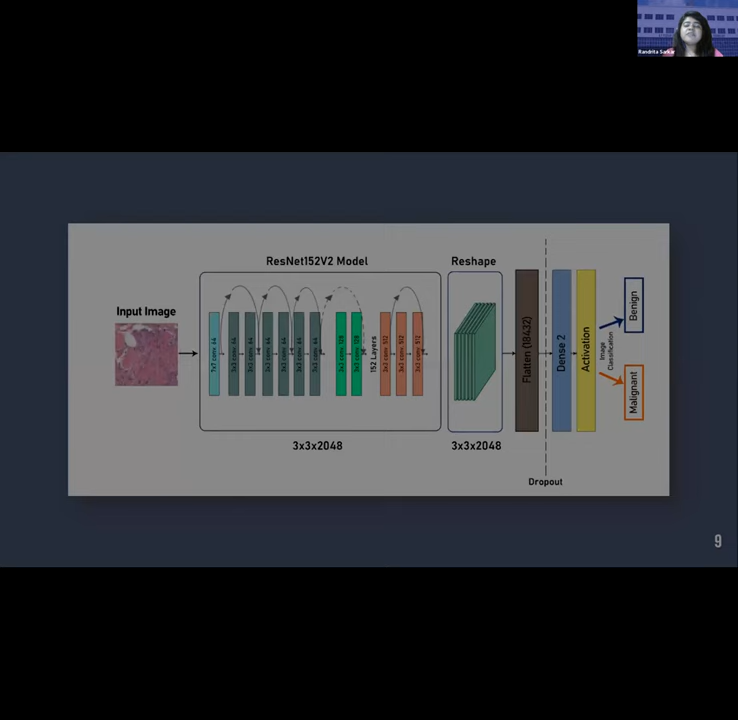 Randrita Sarkar
ResNet152V2 Model
Reshape
Input Image
7x7 conv 64
3x3 conv 64
3x3 conv 64
3x3 conv 64
3x3 conv 64
3x3 conv 64
3x3 conv 128
3x3 conv 128
152 Layers
3x3 conv 512
3x3 conv 512
3x3 conv 512
Flatten (18432)
Dense 2
Activation
Image
Classification
Benign
Malignant
3x3x2048
3x3x2048
Dropout
9